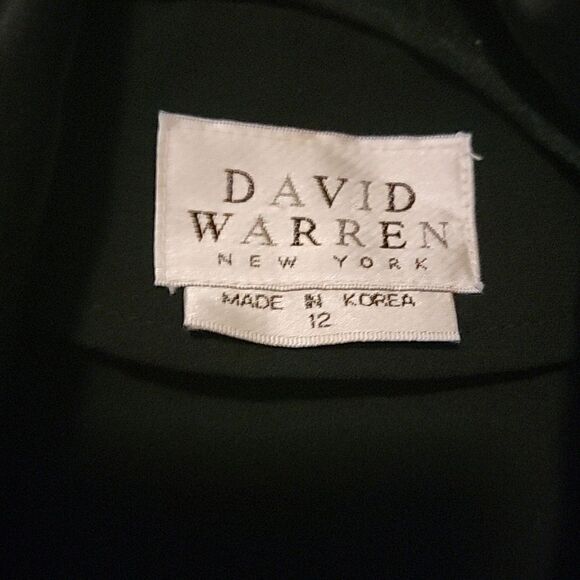 DAVID
WARREN
NEW YORK
MADE IN KOREA
12